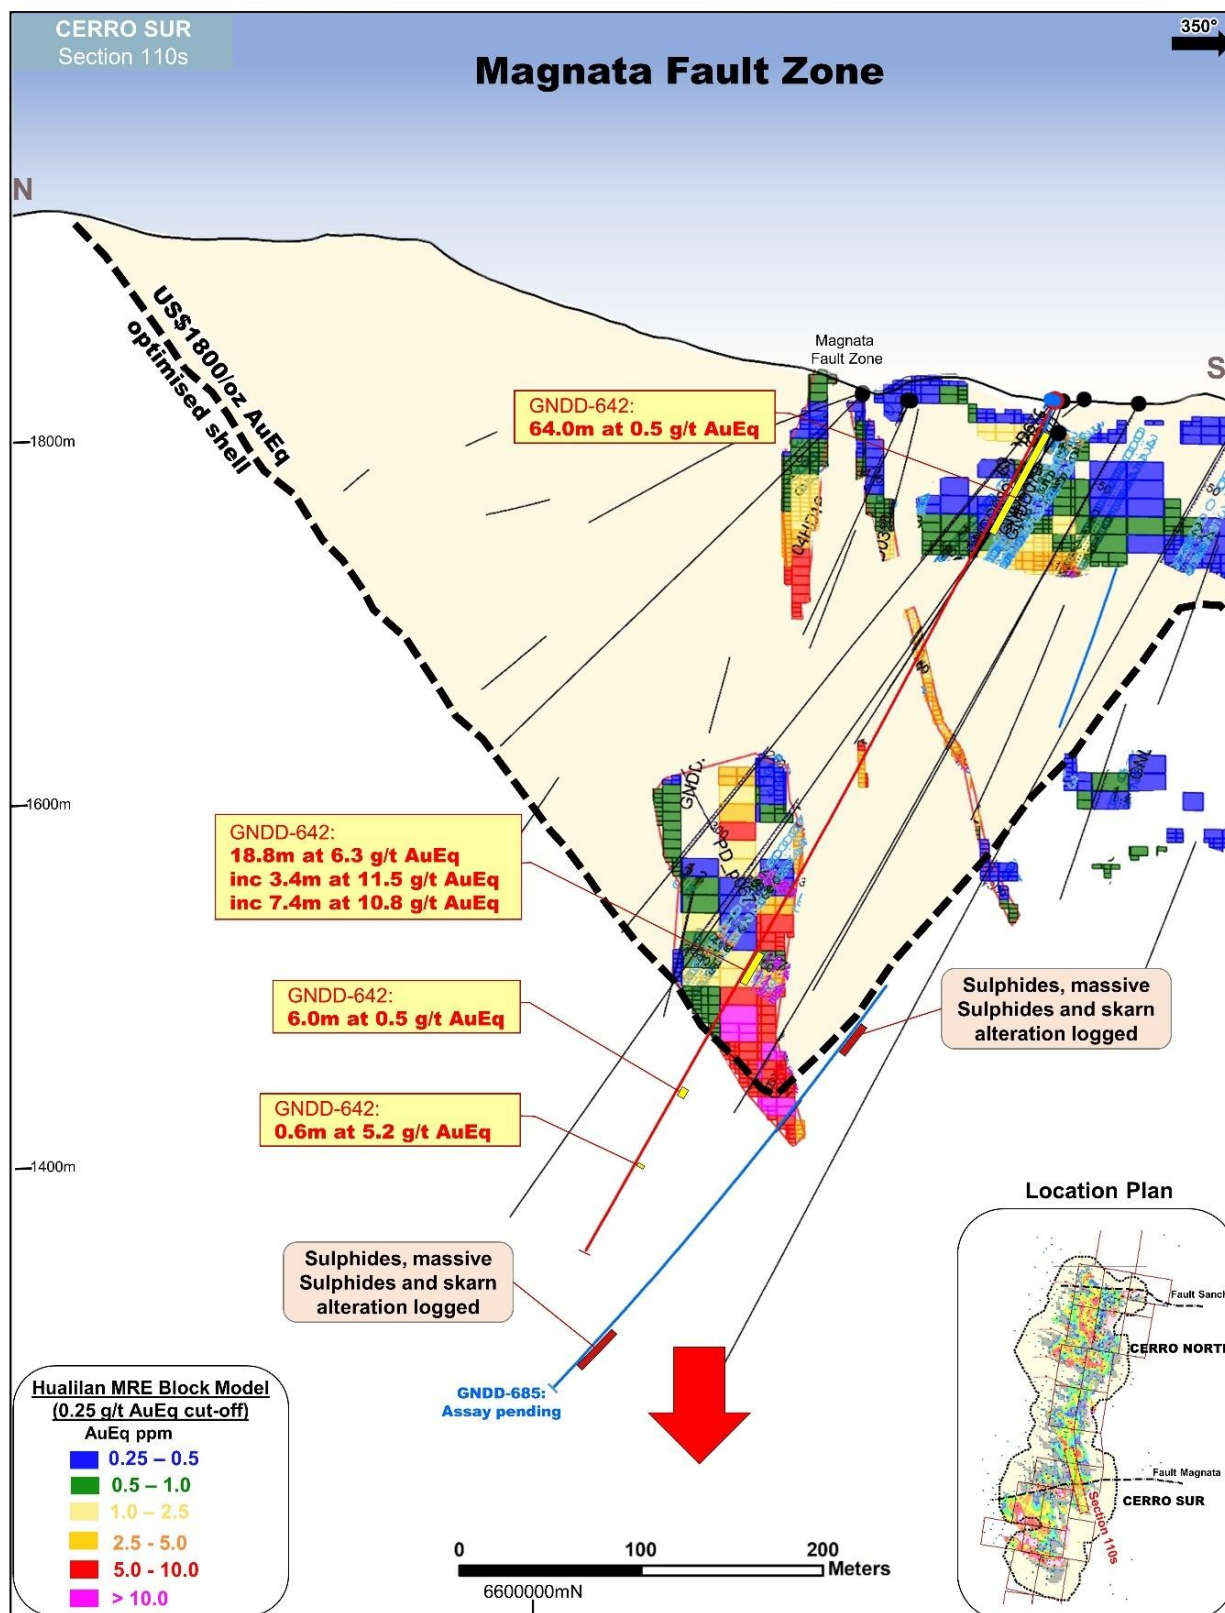 CERRO SUR
Section 110s
350°
Magnata Fault Zone
N
S
US$1800/oz AuEq
optimised shell
Magnata
Fault Zone
GNDD-642:
64.0m at 0.5 g/t AuEq
1800m
1600m
GNDD-642:
18.8m at 6.3 g/t AuEq
inc 3.4m at 11.5 g/t AuEq
inc 7.4m at 10.8 g/t AuEq
GNDD-642:
6.0m at 0.5 g/t AuEq
Sulphides, massive
Sulphides and skarn
alteration logged
GNDD-642:
0.6m at 5.2 g/t AuEq
1400m
Sulphides, massive
Sulphides and skarn
alteration logged
GNDD-685:
Assay pending
Location Plan
Fault Sanch
CERRO NORTE
Fault Magnata
CERRO SUR
Section 110s
Hualilan MRE Block Model
(0.25 g/t AuEq cut-off)
AuEq ppm
0.25 – 0.5
0.5 – 1.0
1.0 – 2.5
2.5 - 5.0
5.0 - 10.0
> 10.0
0 100 200
Meters
6600000mN